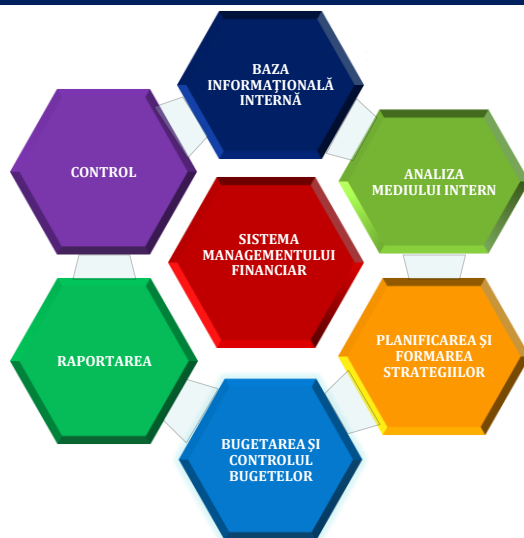 BAZA
INFORMAȚIONALĂ
INTERNĂ
CONTROL
ANALIZA
MEDIULUI INTERN
SISTEMA
MANAGEMENTULUI
FINANCIAR
RAPORTAREA
PLANIFICAREA ȘI
FORMAREA
STRATEGIILOR
BUGETAREA ȘI
CONTROLUL
BUGETELOR